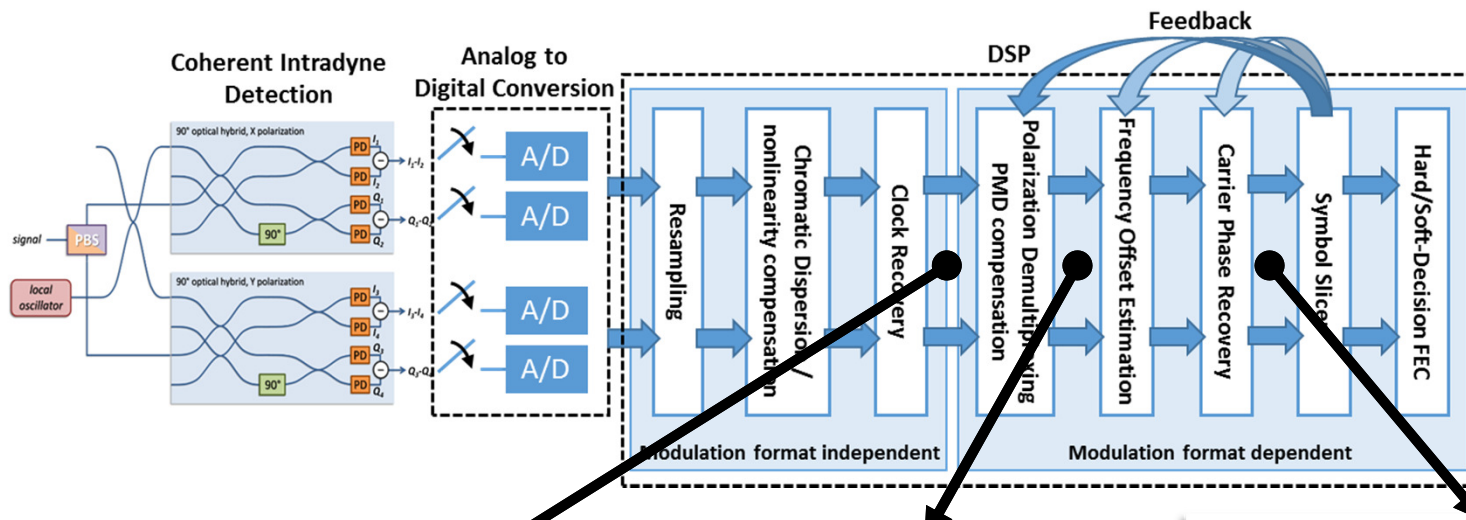 Feedback
DSP
Analog to
Digital Conversion
Coherent Intradyne
Detection
90° optical hybrid, X polarization
PD
I₁
I₁-I₂
PD
I₂
PD
Q₁
Q₁-Q
90°
PD
Q₂
signal
PBS
local
oscillator
90° optical hybrid, Y polarization
PD
I₃
I₃-I₄
PD
I₄
PD
Q₃
Q₃-Q
90°
PD
Q₄
A/D
A/D
A/D
A/D
Resampling
Chromatic Dispersion/
nonlinearity compensation
Clock Recovery
Polarization Demultiplexing
PMD compensation
Frequency Offset Estimation
Carrier Phase Recovery
Symbol Slicer
Hard/Soft-Decision FEC
Modulation format independent
Modulation format dependent